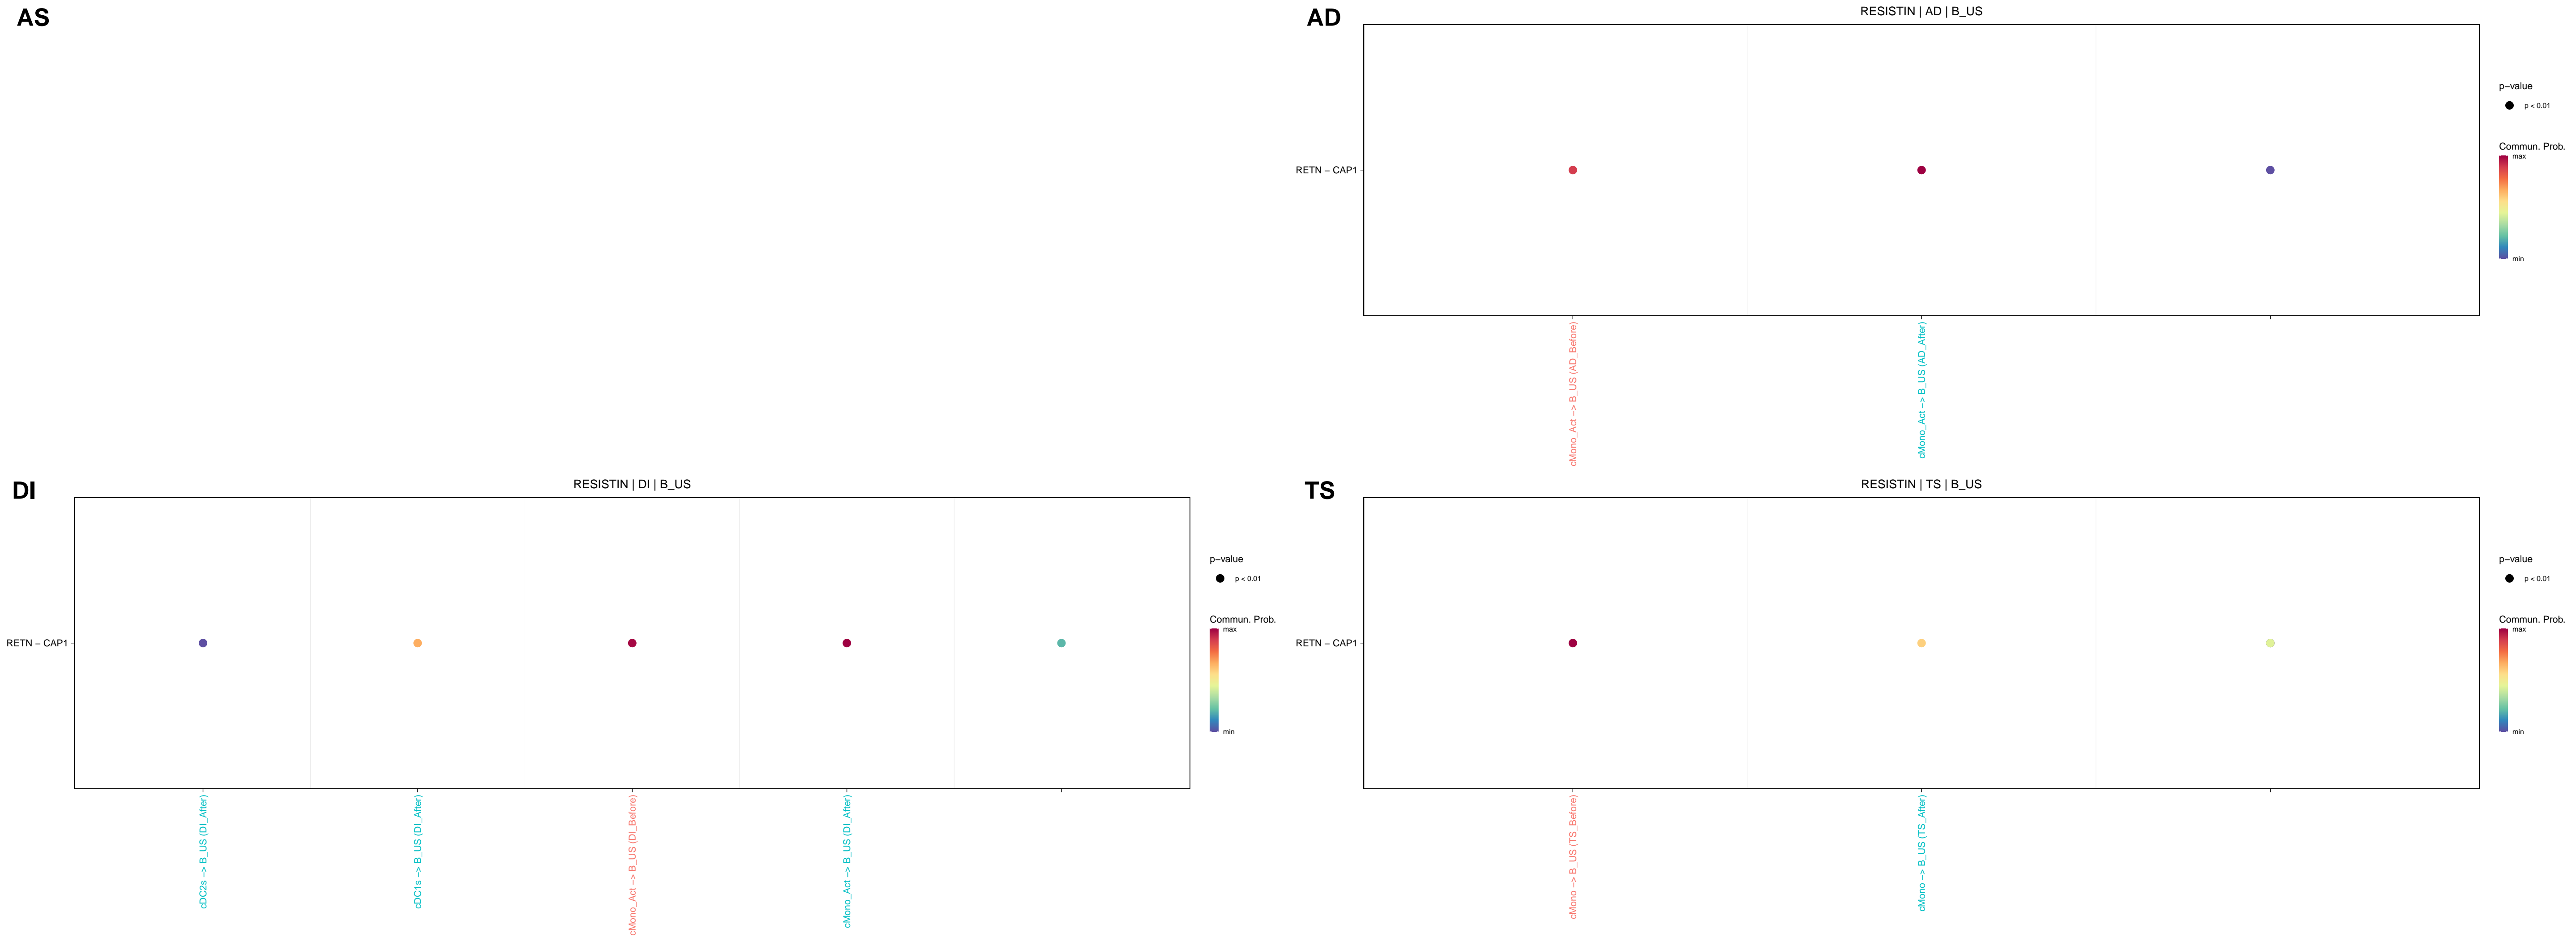 AS
AD
RESISTIN | AD | B_US
RETN − CAP1
cMono_Act −> B_US (AD_Before)
cMono_Act −> B_US (AD_After)
p−value
p < 0.01
Commun. Prob.
max
min
DI
RESISTIN | DI | B_US
RETN − CAP1
cDC2s −> B_US (DI_After)
cDC1s −> B_US (DI_After)
cMono_Act −> B_US (DI_Before)
cMono_Act −> B_US (DI_After)
p−value
p < 0.01
Commun. Prob.
max
min
TS
RESISTIN | TS | B_US
RETN − CAP1
cMono −> B_US (TS_Before)
cMono −> B_US (TS_After)
p−value
p < 0.01
Commun. Prob.
max
min